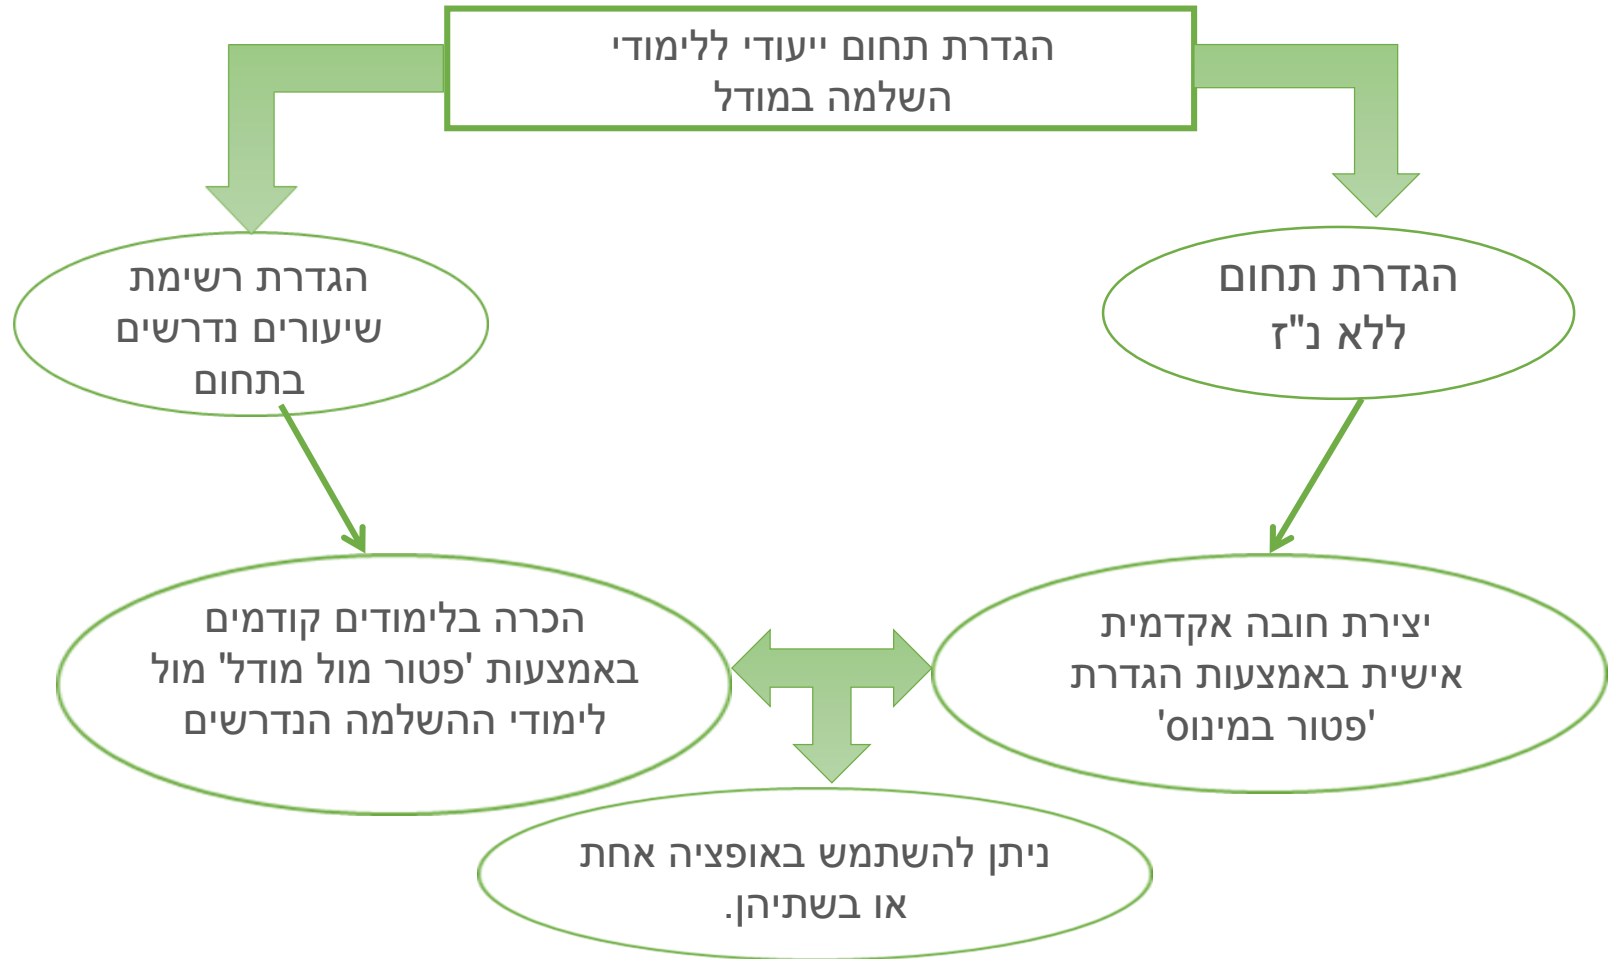 הגדרת תחום ייעודי ללימודי
השלמה במודל
הגדרת תחום
ללא נ"ז
הגדרת רשימת
שיעורים נדרשים
בתחום
יצירת חובה אקדמית
אישית באמצעות הגדרת
'פטור במינוס'
הכרה בלימודים קודמים
באמצעות 'פטור מול מודל' מול
לימודי ההשלמה הנדרשים
ניתן להשתמש באופציה אחת
או בשתיהן.